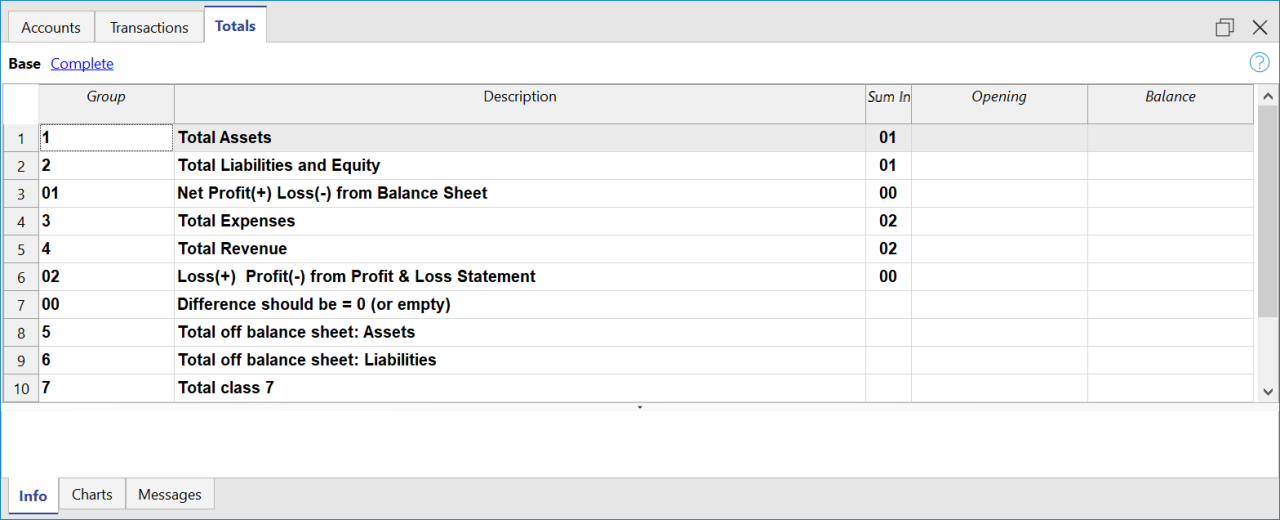 Accounts Transactions Totals
Base Complete ?
Group Description Sum In Opening Balance
1 1 Total Assets 01
2 2 Total Liabilities and Equity 01
3 01 Net Profit(+) Loss(-) from Balance Sheet 00
4 3 Total Expenses 02
5 4 Total Revenue 02
6 02 Loss(+)  Profit(-) from Profit & Loss Statement 00
7 00 Difference should be = 0 (or empty)
8 5 Total off balance sheet: Assets
9 6 Total off balance sheet: Liabilities
10 7 Total class 7
Info Charts Messages